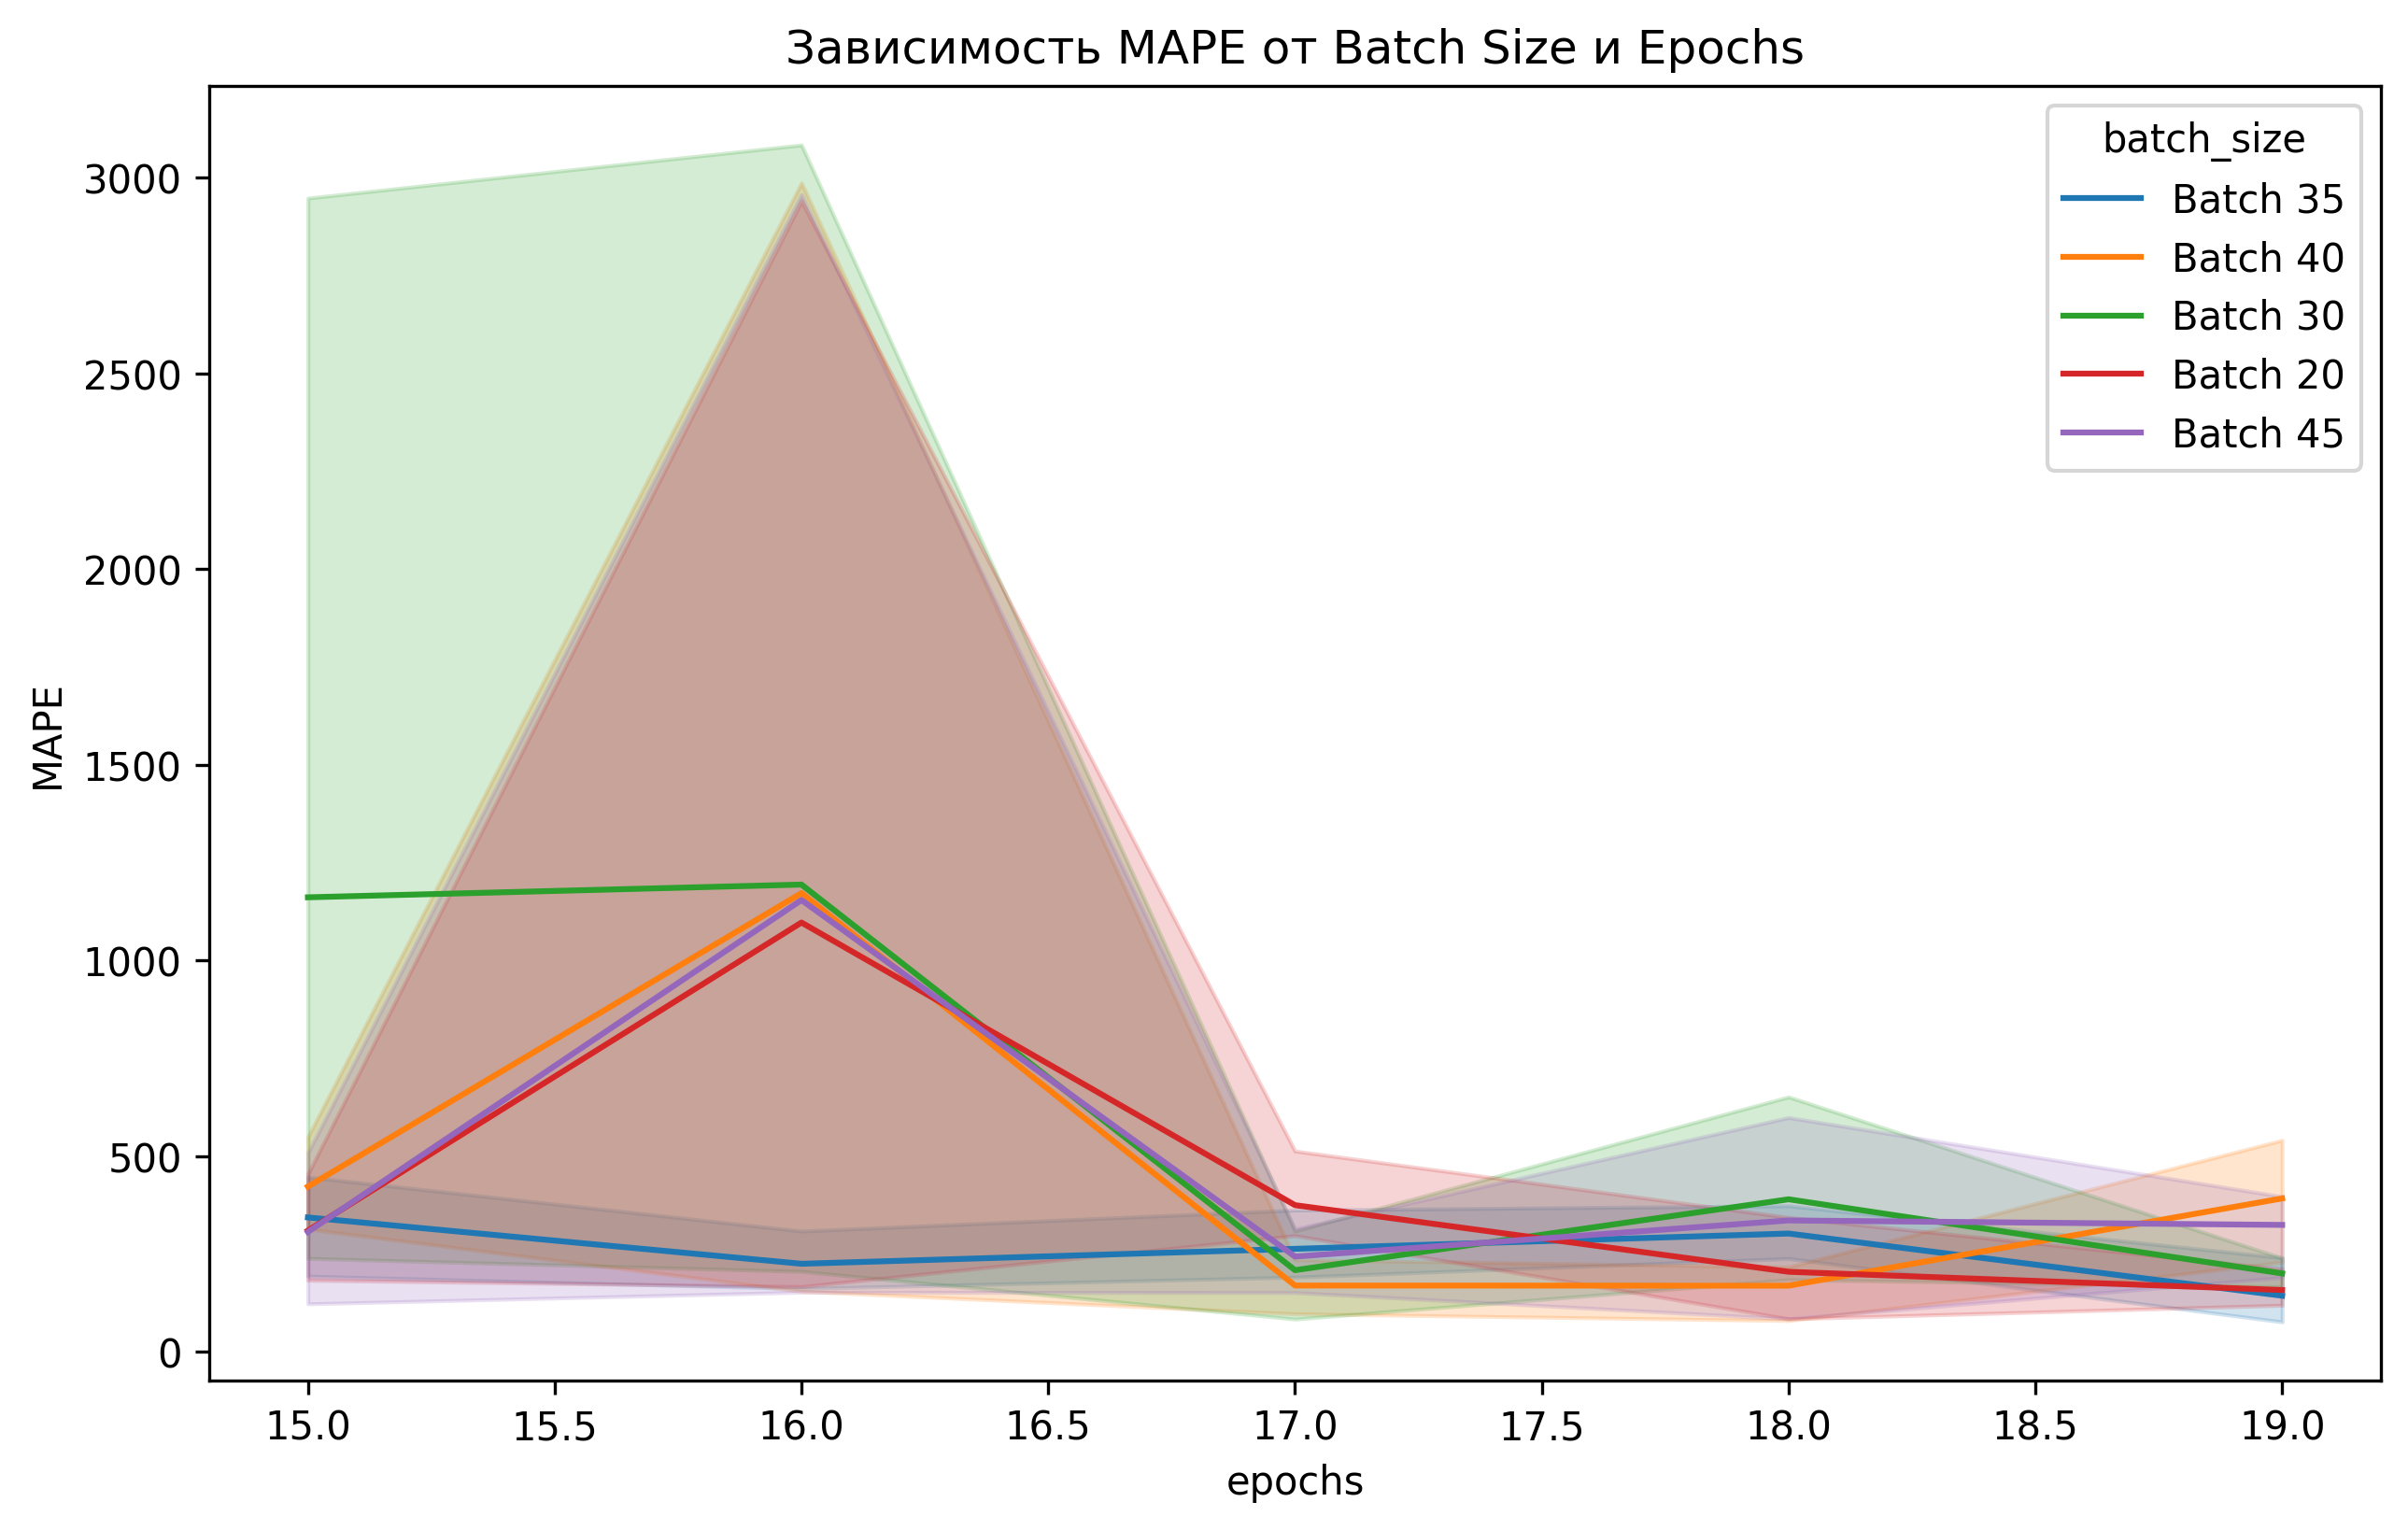 Зависимость MAPE от Batch Size и Epochs
batch_size
Batch 35
Batch 40
Batch 30
Batch 20
Batch 45
MAPE
3000
2500
2000
1500
1000
500
0
15.0 15.5 16.0 16.5 17.0 17.5 18.0 18.5 19.0
epochs